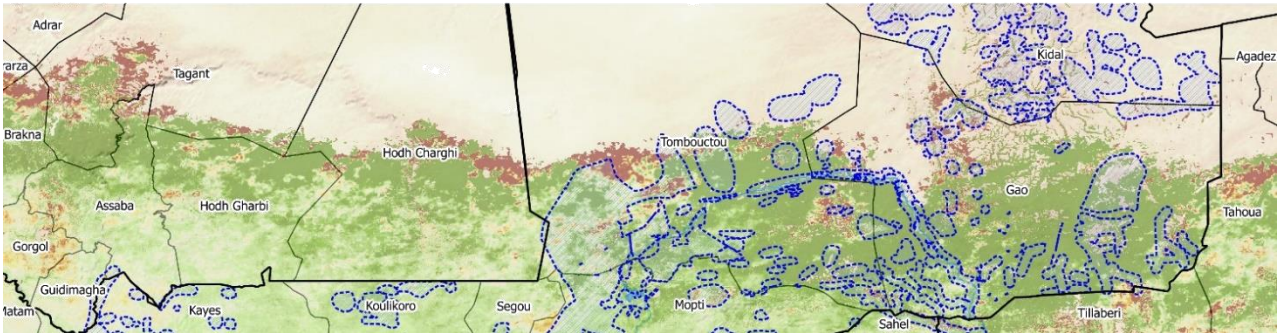 Adrar
Tagant
Kidal
Agadez
rarza
Brakna
Hodh Charghi
Tombouctou
Assaba
Hodh Gharbi
Gao
Tahoua
Gorgol
Guidimagha
Matam
Kayes
Koulikoro
Segou
Mopti
Sahel
Tillaberi